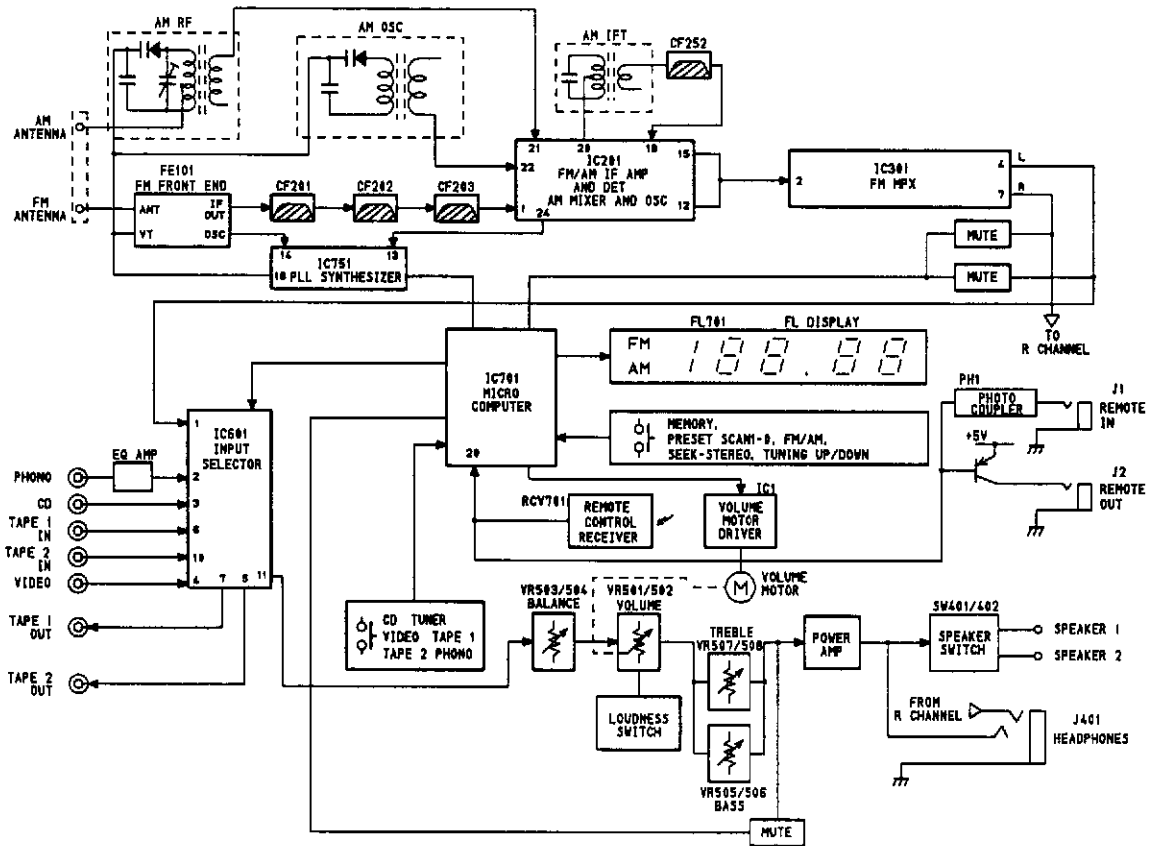 AM RF
AM OSC
AM IFT
CF252
AM
ANTENNA
FM
ANTENNA
FE101
FM FRONT END
ANT
IF
OUT
VT
OSC
CF201
CF202
CF203
21
20
18
22
IC201
FM/AM IF AMP
AND DET
AM MIXER AND OSC
15
12
1
24
2
IC301
FM MPX
4
L
7
R
MUTE
MUTE
14
13
IC751
18 PLL SYNTHESIZER
TO
R CHANNEL
FL701
FL DISPLAY
FM
AM
188.88
IC701
MICRO
COMPUTER
20
MEMORY,
PRESET SCAN1-0, FM/AM,
SEEK-STEREO, TUNING UP/DOWN
PH1
PHOTO
COUPLER
J1
REMOTE
IN
+5V
J2
REMOTE
OUT
1
IC601
INPUT
SELECTOR
PHONO
EQ AMP
2
CD
3
TAPE 1
IN
6
TAPE 2
IN
10
VIDEO
4
7
8
11
TAPE 1
OUT
TAPE 2
OUT
RCV701
REMOTE
CONTROL
RECEIVER
IC1
VOLUME
MOTOR
DRIVER
M
VOLUME
MOTOR
CD TUNER
VIDEO TAPE 1
TAPE 2 PHONO
VR503/504
BALANCE
VR501/502
VOLUME
LOUDNESS
SWITCH
TREBLE
VR507/508
VR505/506
BASS
POWER
AMP
SW401/402
SPEAKER
SWITCH
SPEAKER 1
SPEAKER 2
FROM
R CHANNEL
J401
HEADPHONES
MUTE